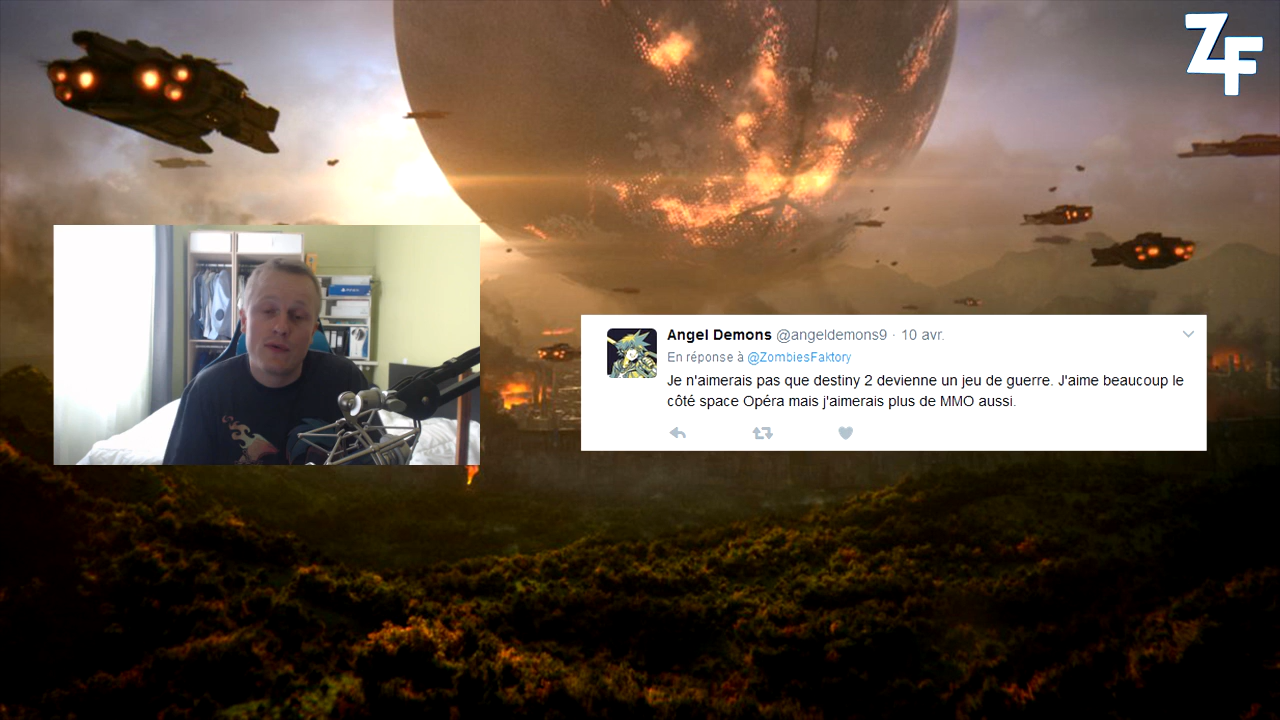 ZF
Angel Demons @angeldemons9 · 10 avr.
En réponse à @ZombiesFaktory
Je n'aimerais pas que destiny 2 devienne un jeu de guerre. J'aime beaucoup le
côté space Opéra mais j'aimerais plus de MMO aussi.